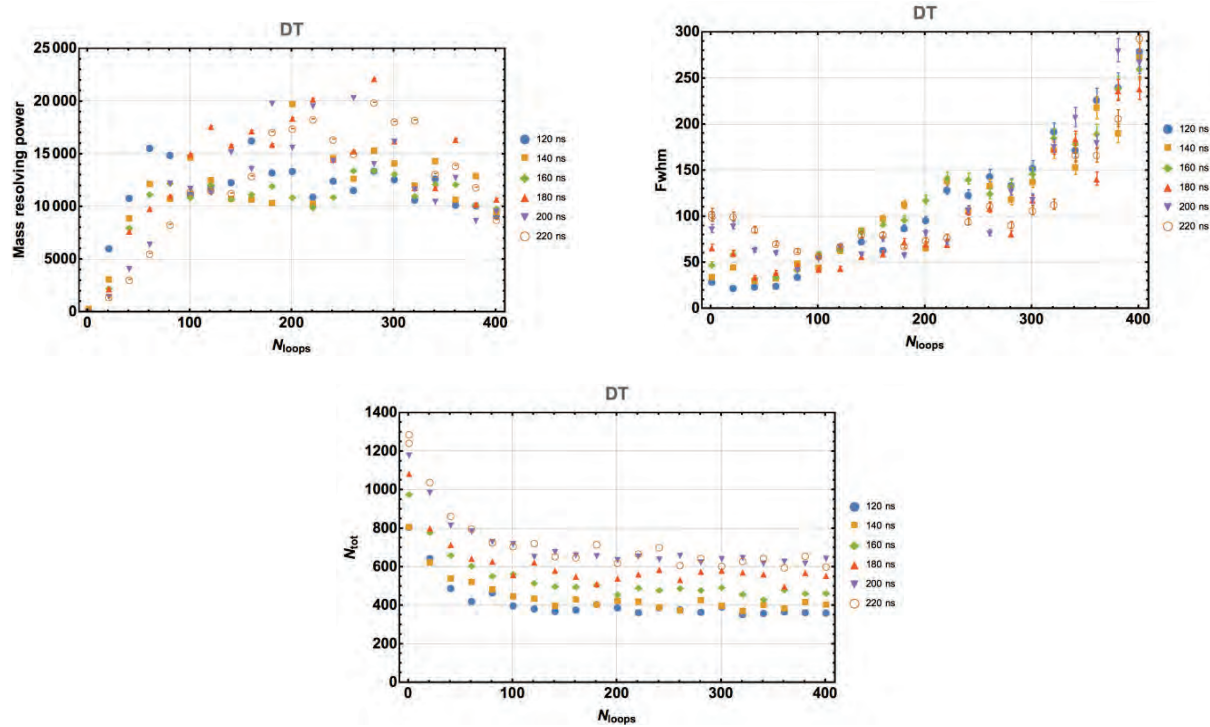 DT
25 000
20 000
15 000
10 000
5000
0
Mass resolving power
0 100 200 300 400
N_loops
120 ns
140 ns
160 ns
180 ns
200 ns
220 ns
DT
300
250
200
150
100
50
0
Fwhm
0 100 200 300 400
N_loops
120 ns
140 ns
160 ns
180 ns
200 ns
220 ns
DT
1400
1200
1000
800
600
400
200
0
N_tot
0 100 200 300 400
N_loops
120 ns
140 ns
160 ns
180 ns
200 ns
220 ns